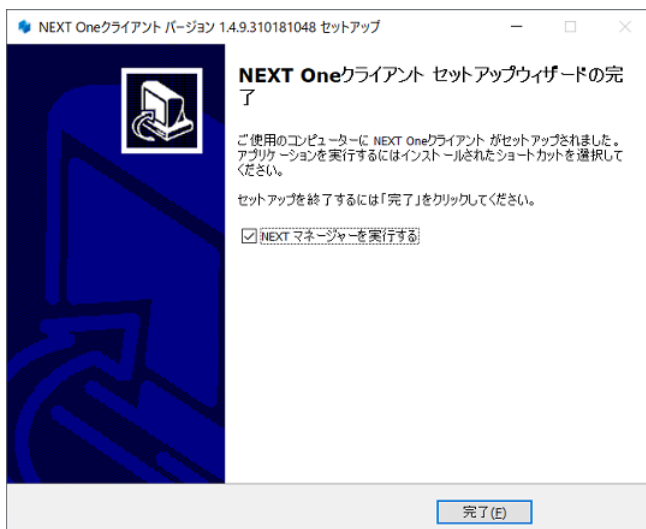 NEXT Oneクライアント バージョン 1.4.9.310181048 セットアップ
NEXT Oneクライアント セットアップウィザードの完
了
ご使用のコンピューターに NEXT Oneクライアント がセットアップされました。
アプリケーションを実行するにはインストールされたショートカットを選択して
ください。
セットアップを終了するには「完了」をクリックしてください。
NEXT マネージャーを実行する
完了(F)